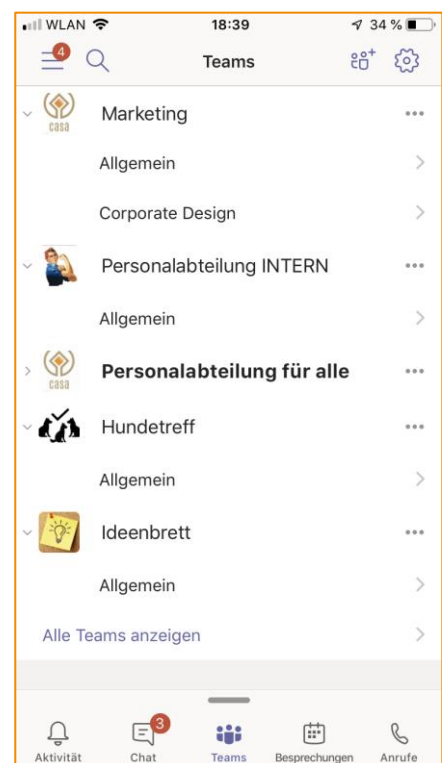 WLAN 18:39 34 %
4 Teams
Marketing
casa
Allgemein
Corporate Design
Personalabteilung INTERN
Allgemein
Personalabteilung für alle
casa
Hundetreff
Allgemein
Ideenbrett
Allgemein
Alle Teams anzeigen
3
Aktivität Chat Teams Besprechungen Anrufe